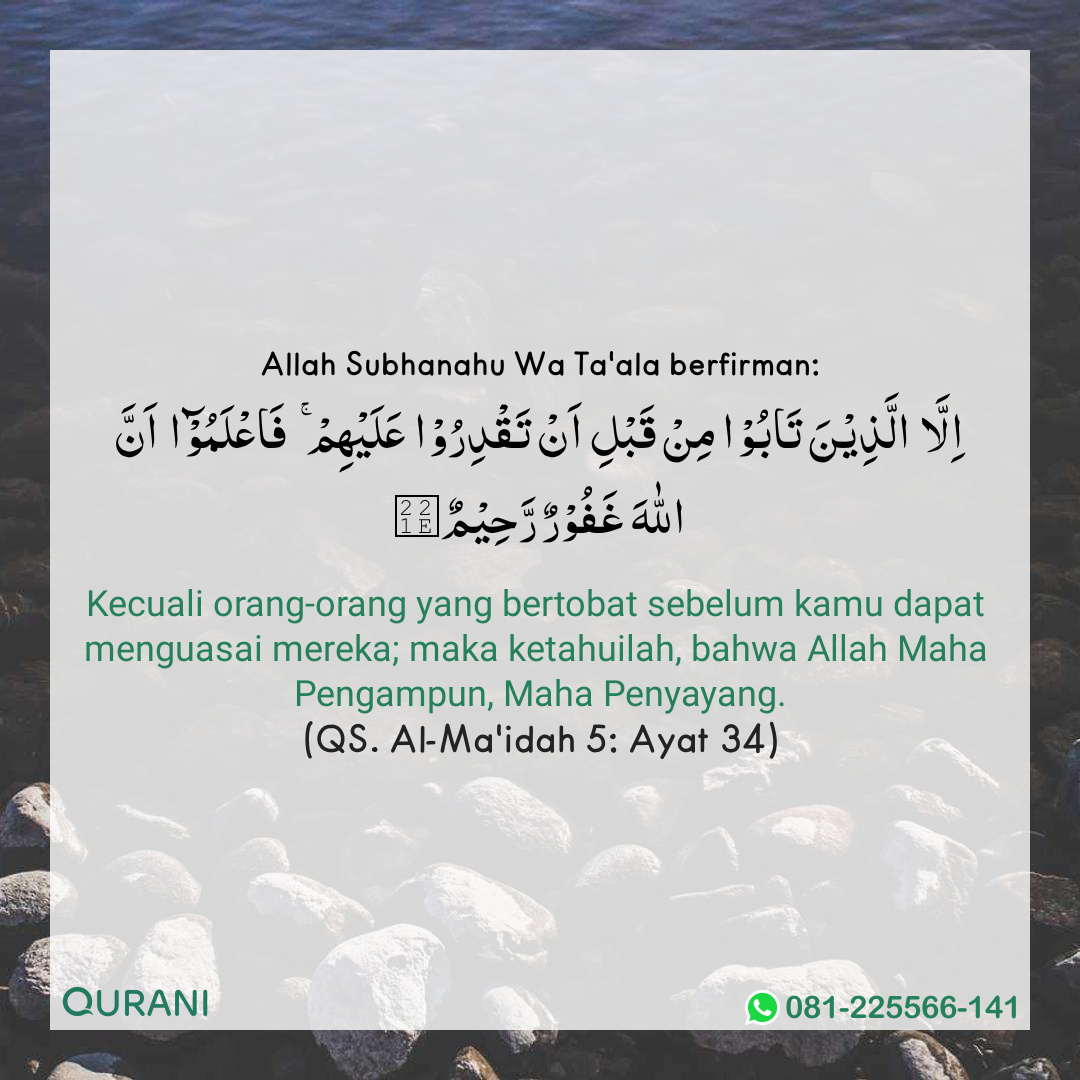 Allah Subhanahu Wa Ta'ala berfirman:
اِلَّا الَّذِيْنَ تَابُوْا مِنْ قَبْلِ اَنْ تَقْدِرُوْا عَلَيْهِمْ ۚ فَاعْلَمُوْۤا اَنَّ
اللّٰهَ غَفُوْرٌ رَّحِيْمٌ
Kecuali orang-orang yang bertobat sebelum kamu dapat
menguasai mereka; maka ketahuilah, bahwa Allah Maha
Pengampun, Maha Penyayang.
(QS. Al-Ma'idah 5: Ayat 34)
QURANI
081-225566-141